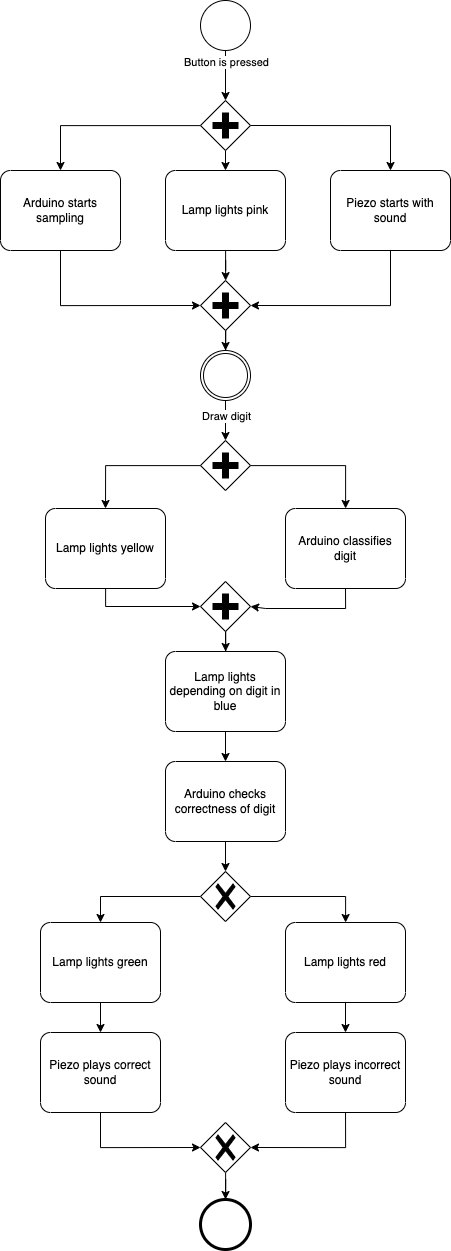 Button is pressed
Arduino starts
sampling
Lamp lights pink
Piezo starts with
sound
Draw digit
Lamp lights yellow
Arduino classifies
digit
Lamp lights
depending on digit in
blue
Arduino checks
correctness of digit
Lamp lights green
Lamp lights red
Piezo plays correct
sound
Piezo plays incorrect
sound